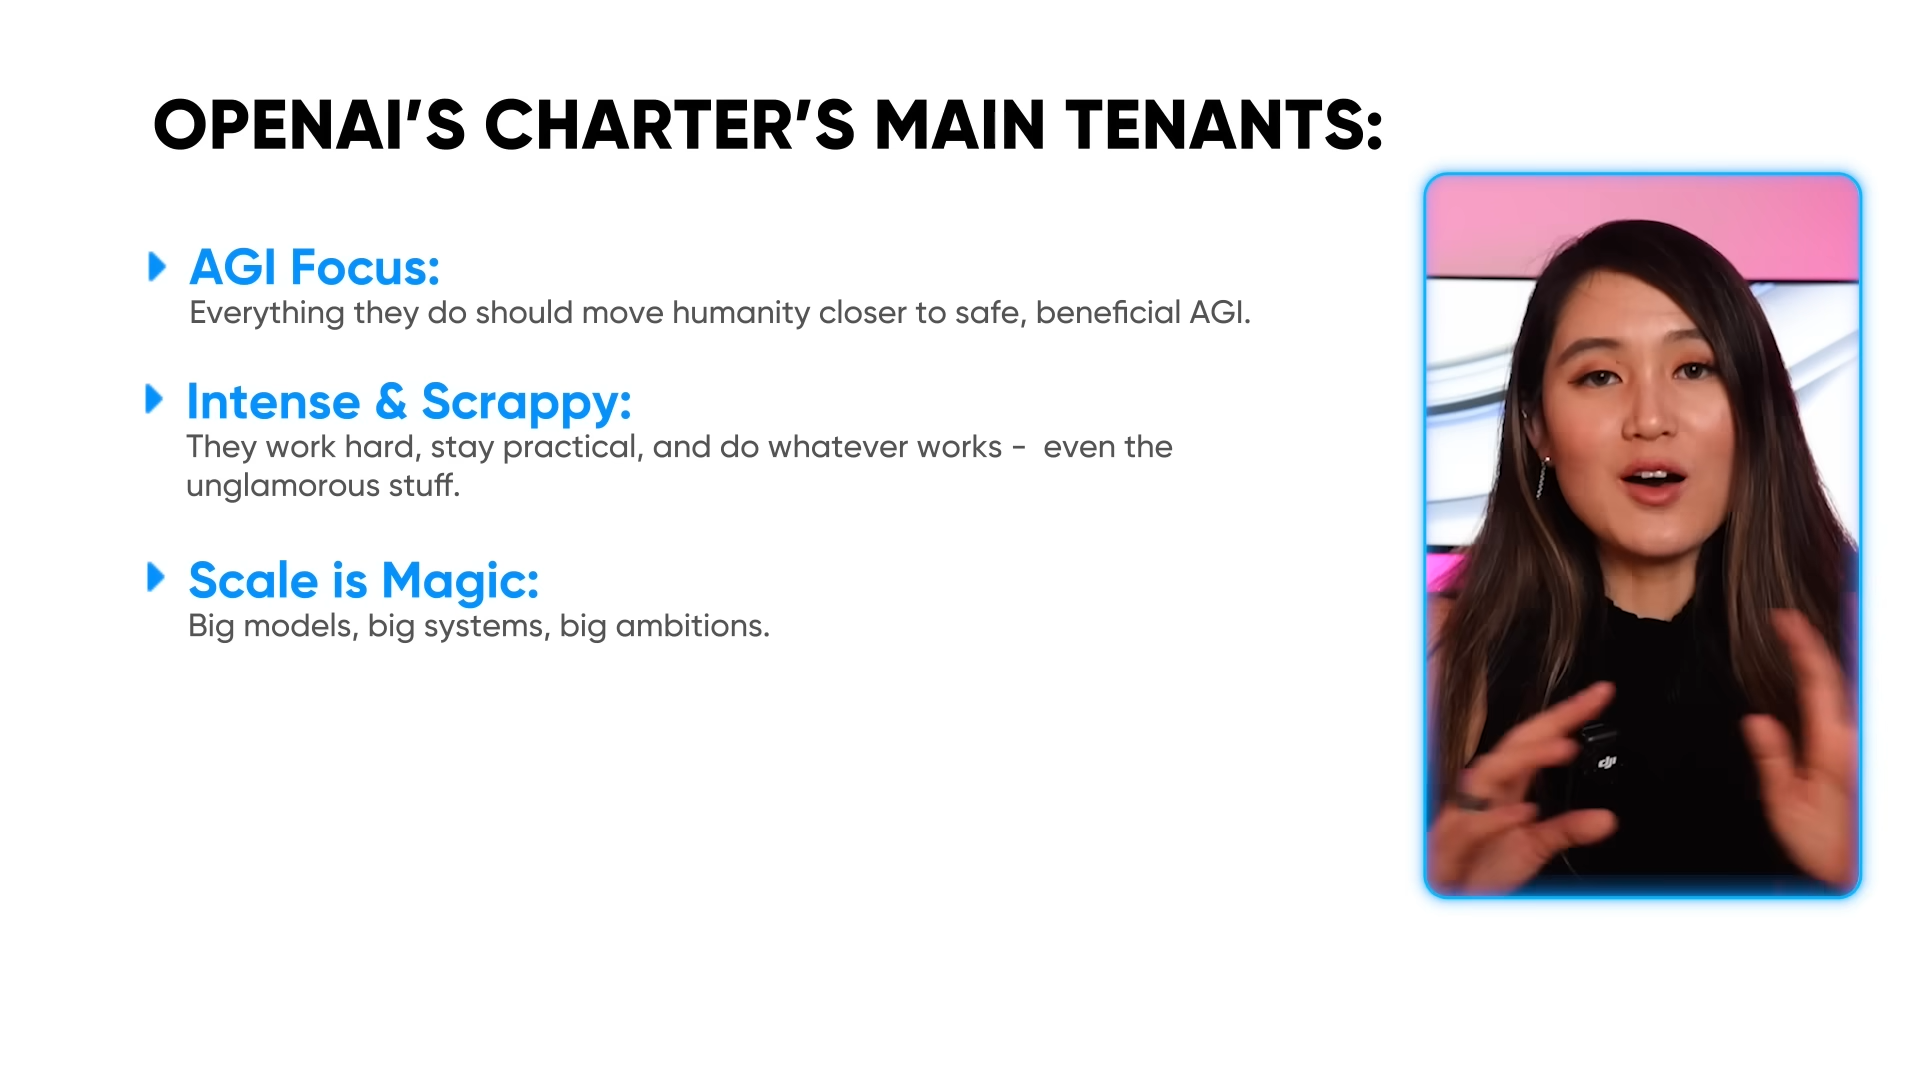 OPENAI’S CHARTER’S MAIN TENANTS:
AGI Focus:
Everything they do should move humanity closer to safe, beneficial AGI.
Intense & Scrappy:
They work hard, stay practical, and do whatever works -  even the
unglamorous stuff.
Scale is Magic:
Big models, big systems, big ambitions.
dji